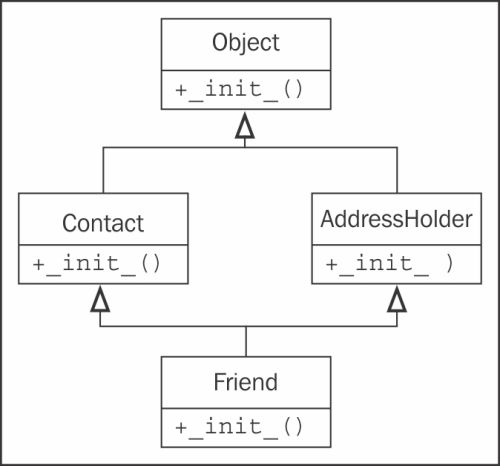 Object
+_init_()
Contact
+_init_()
AddressHolder
+_init_ )
Friend
+_init_()